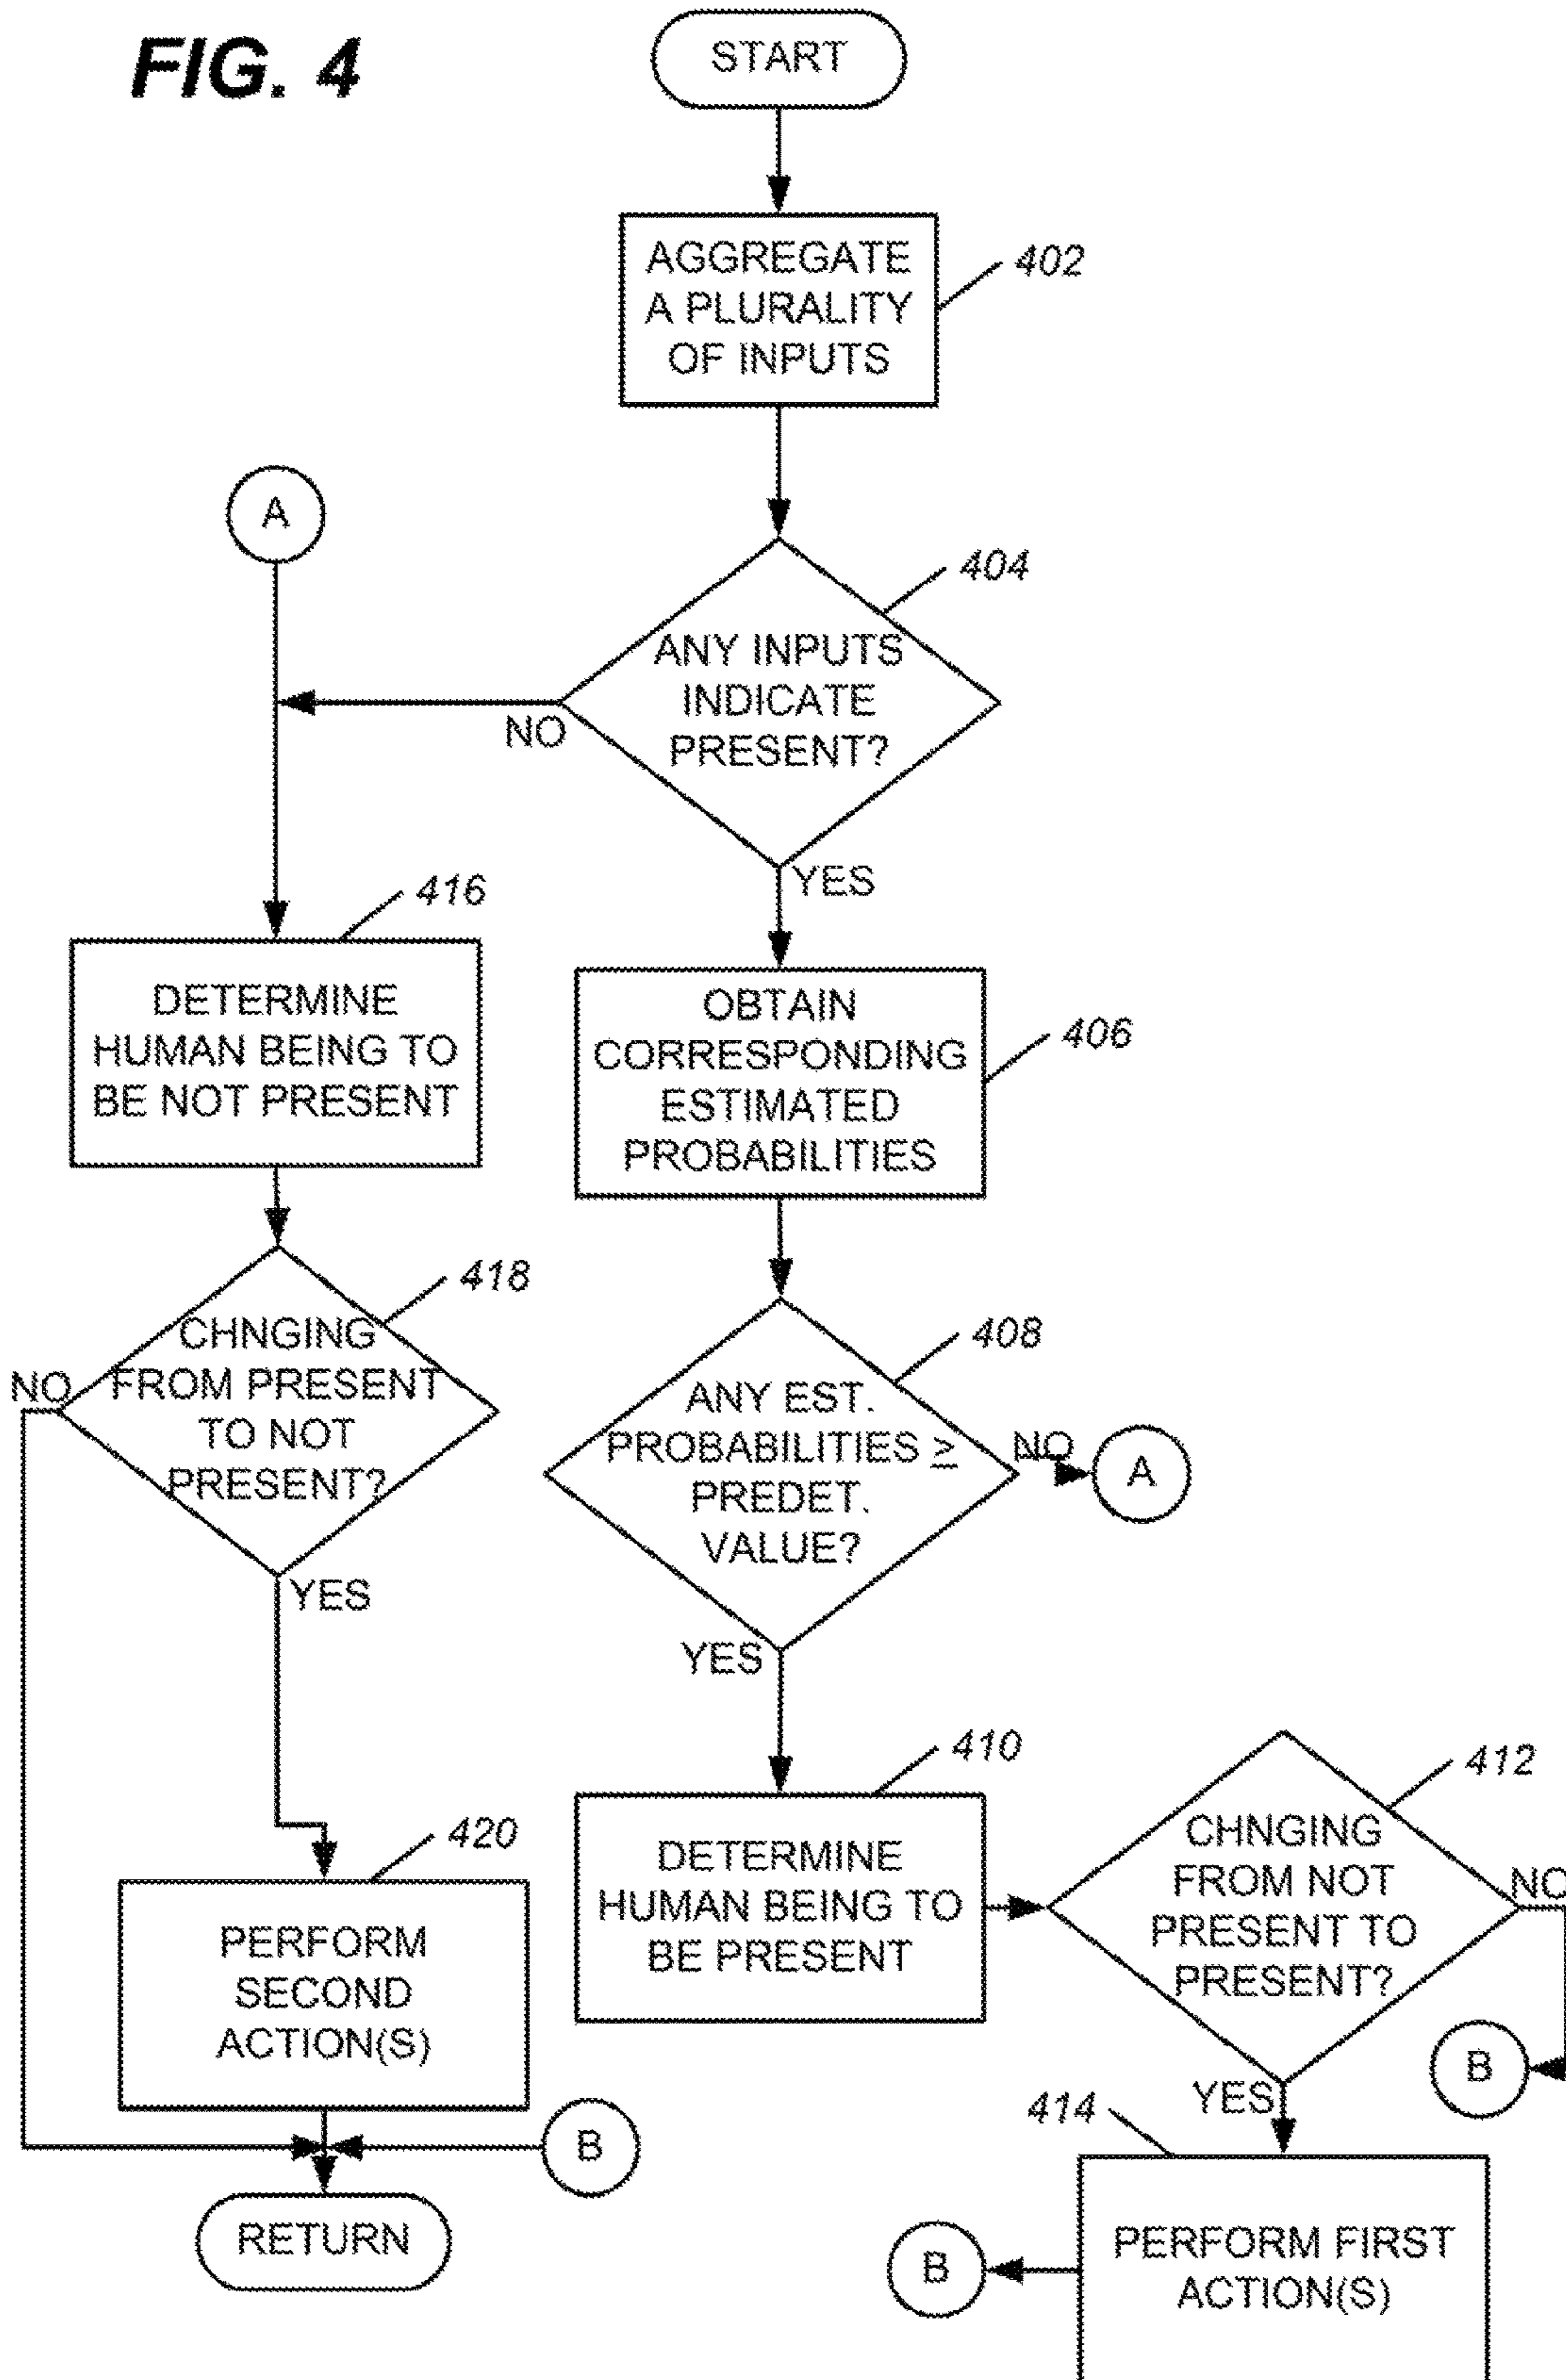 FIG. 4
START
AGGREGATE
A PLURALITY
OF INPUTS
402
A
404
ANY INPUTS
INDICATE
PRESENT?
NO
YES
416
DETERMINE
HUMAN BEING TO
BE NOT PRESENT
OBTAIN
CORRESPONDING
ESTIMATED
PROBABILITIES
406
418
CHNGING
FROM PRESENT
TO NOT
PRESENT?
NO
YES
408
ANY EST.
PROBABILITIES ≥
PREDET.
VALUE?
NO
A
YES
410
DETERMINE
HUMAN BEING TO
BE PRESENT
412
CHNGING
FROM NOT
PRESENT TO
PRESENT?
NO
B
YES
420
PERFORM
SECOND
ACTION(S)
B
RETURN
414
PERFORM FIRST
ACTION(S)
B